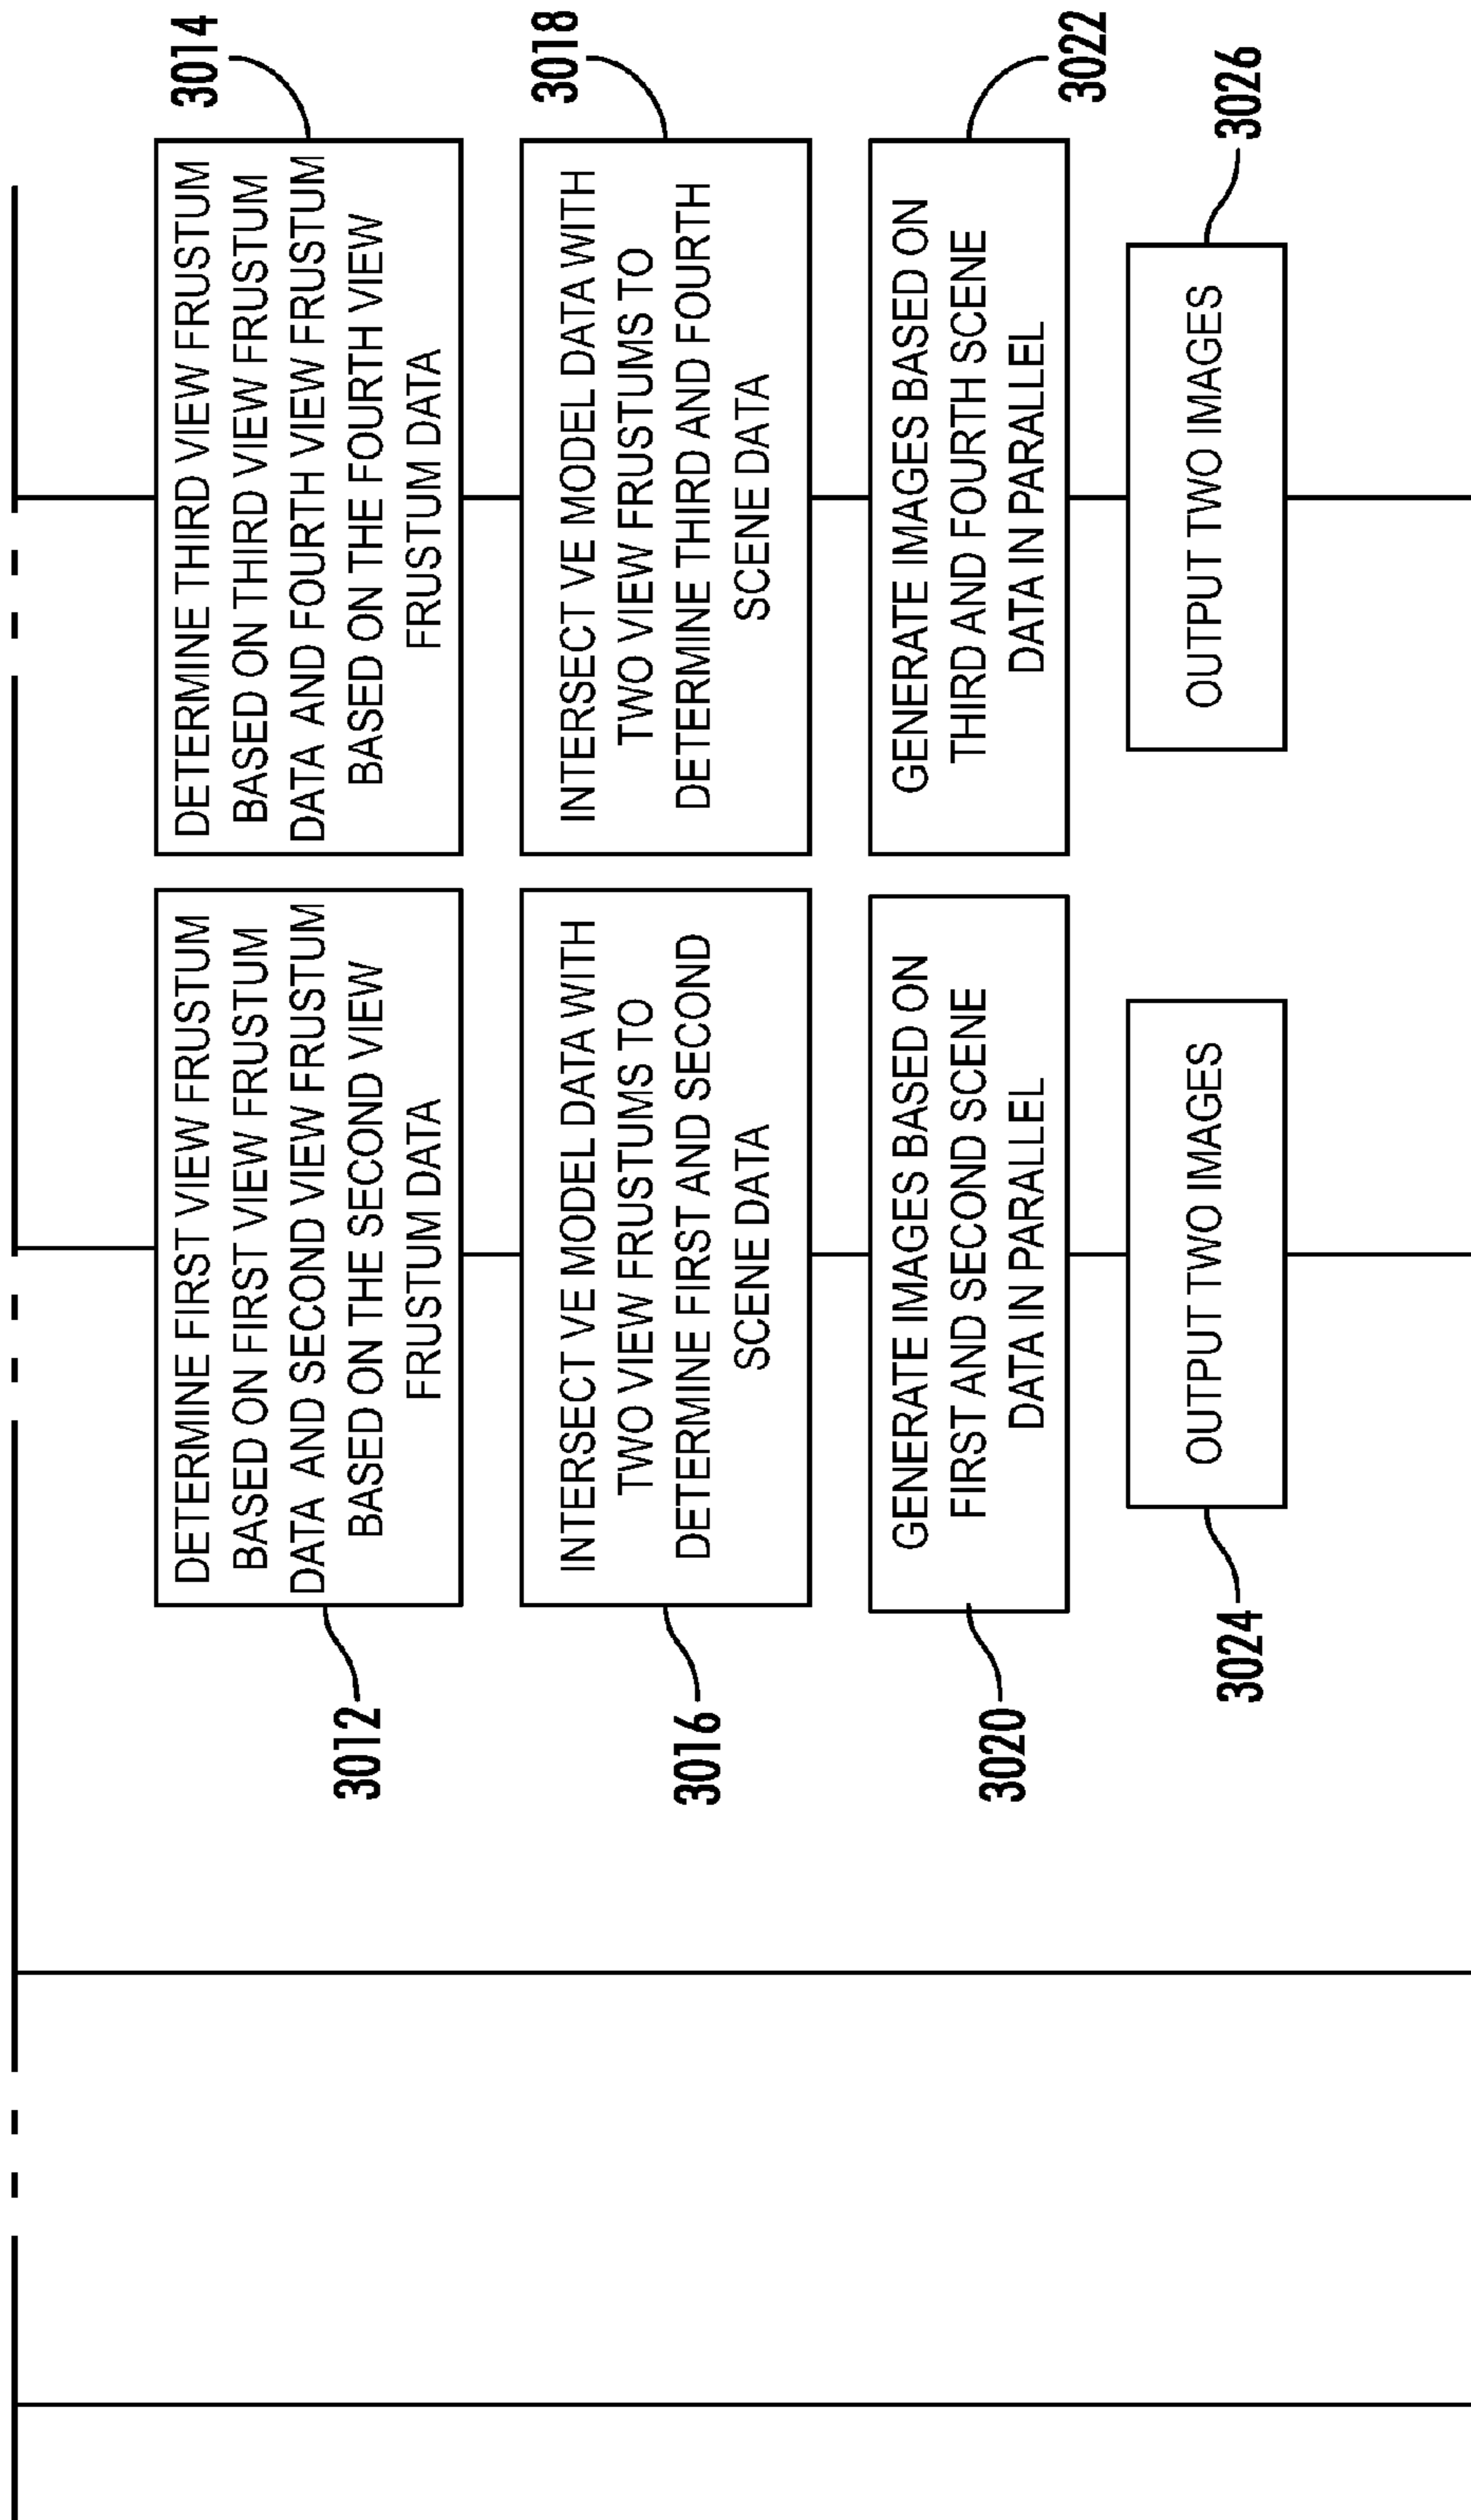 3012
DETERMINE FIRST VIEW FRUSTUM
BASED ON FIRST VIEW FRUSTUM
DATA AND SECOND VIEW FRUSTUM
BASED ON THE SECOND VIEW
FRUSTUM DATA
3014
DETERMINE THIRD VIEW FRUSTUM
BASED ON THIRD VIEW FRUSTUM
DATA AND FOURTH VIEW FRUSTUM
BASED ON THE FOURTH VIEW
FRUSTUM DATA
3016
INTERSECT VE MODEL DATA WITH
TWO VIEW FRUSTUMS TO
DETERMINE FIRST AND SECOND
SCENE DATA
3018
INTERSECT VE MODEL DATA WITH
TWO VIEW FRUSTUMS TO
DETERMINE THIRD AND FOURTH
SCENE DATA
3020
GENERATE IMAGES BASED ON
FIRST AND SECOND SCENE
DATA IN PARALLEL
3022
GENERATE IMAGES BASED ON
THIRD AND FOURTH SCENE
DATA IN PARALLEL
3024
OUTPUT TWO IMAGES
3026
OUTPUT TWO IMAGES